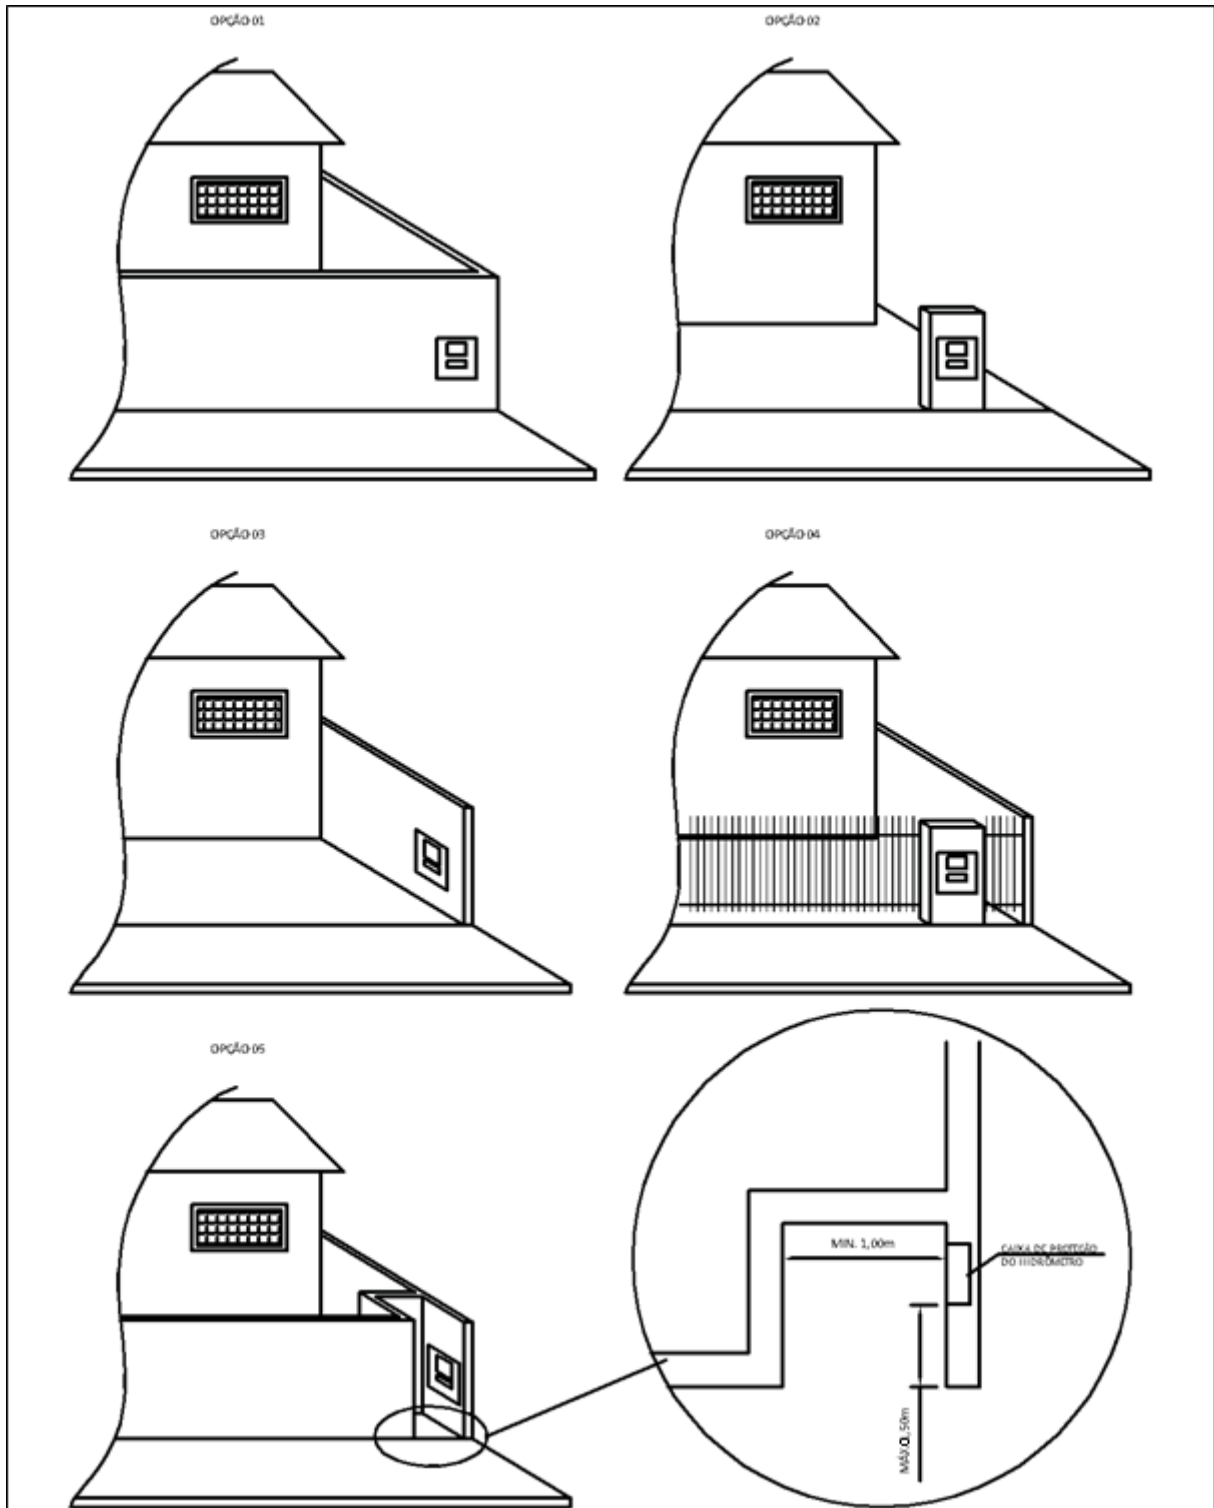 OPÇÃO 01
OPÇÃO 02
OPÇÃO 03
OPÇÃO 04
OPÇÃO 05
MIN. 1,00m
CAIXA DE PROTEÇÃO
DO HIDRÔMETRO
MÁX.0,50m